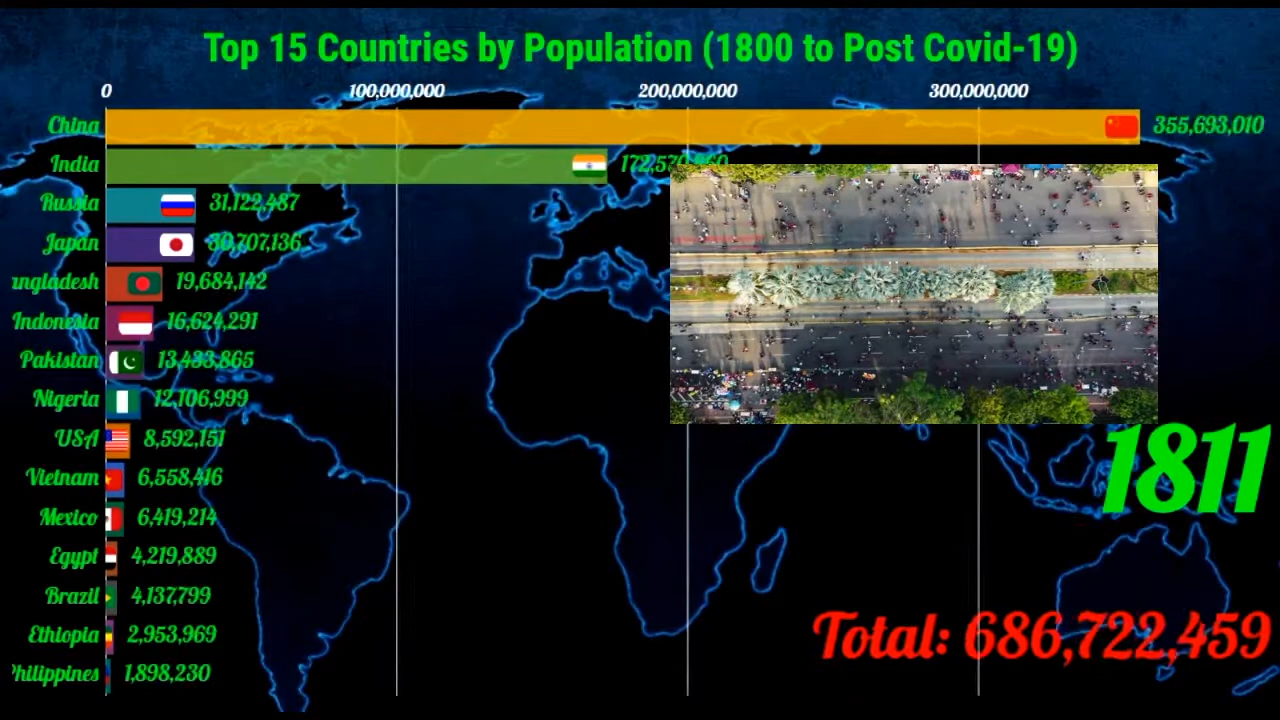 Top 15 Countries by Population (1800 to Post Covid-19)
0 100,000,000 200,000,000 300,000,000
China 355,693,010
India
Russia 31,122,487
Japan 30,707,136
angladesh 19,684,142
Indonesia 16,624,291
Pakistan 13,433,865
Nigeria 12,106,999
USA 8,592,151
Vietnam 6,558,416
Mexico 6,419,214
Egypt 4,219,889
Brazil 4,137,799
Ethiopia 2,953,969
Philippines 1,898,230
1811
Total: 686,722,459